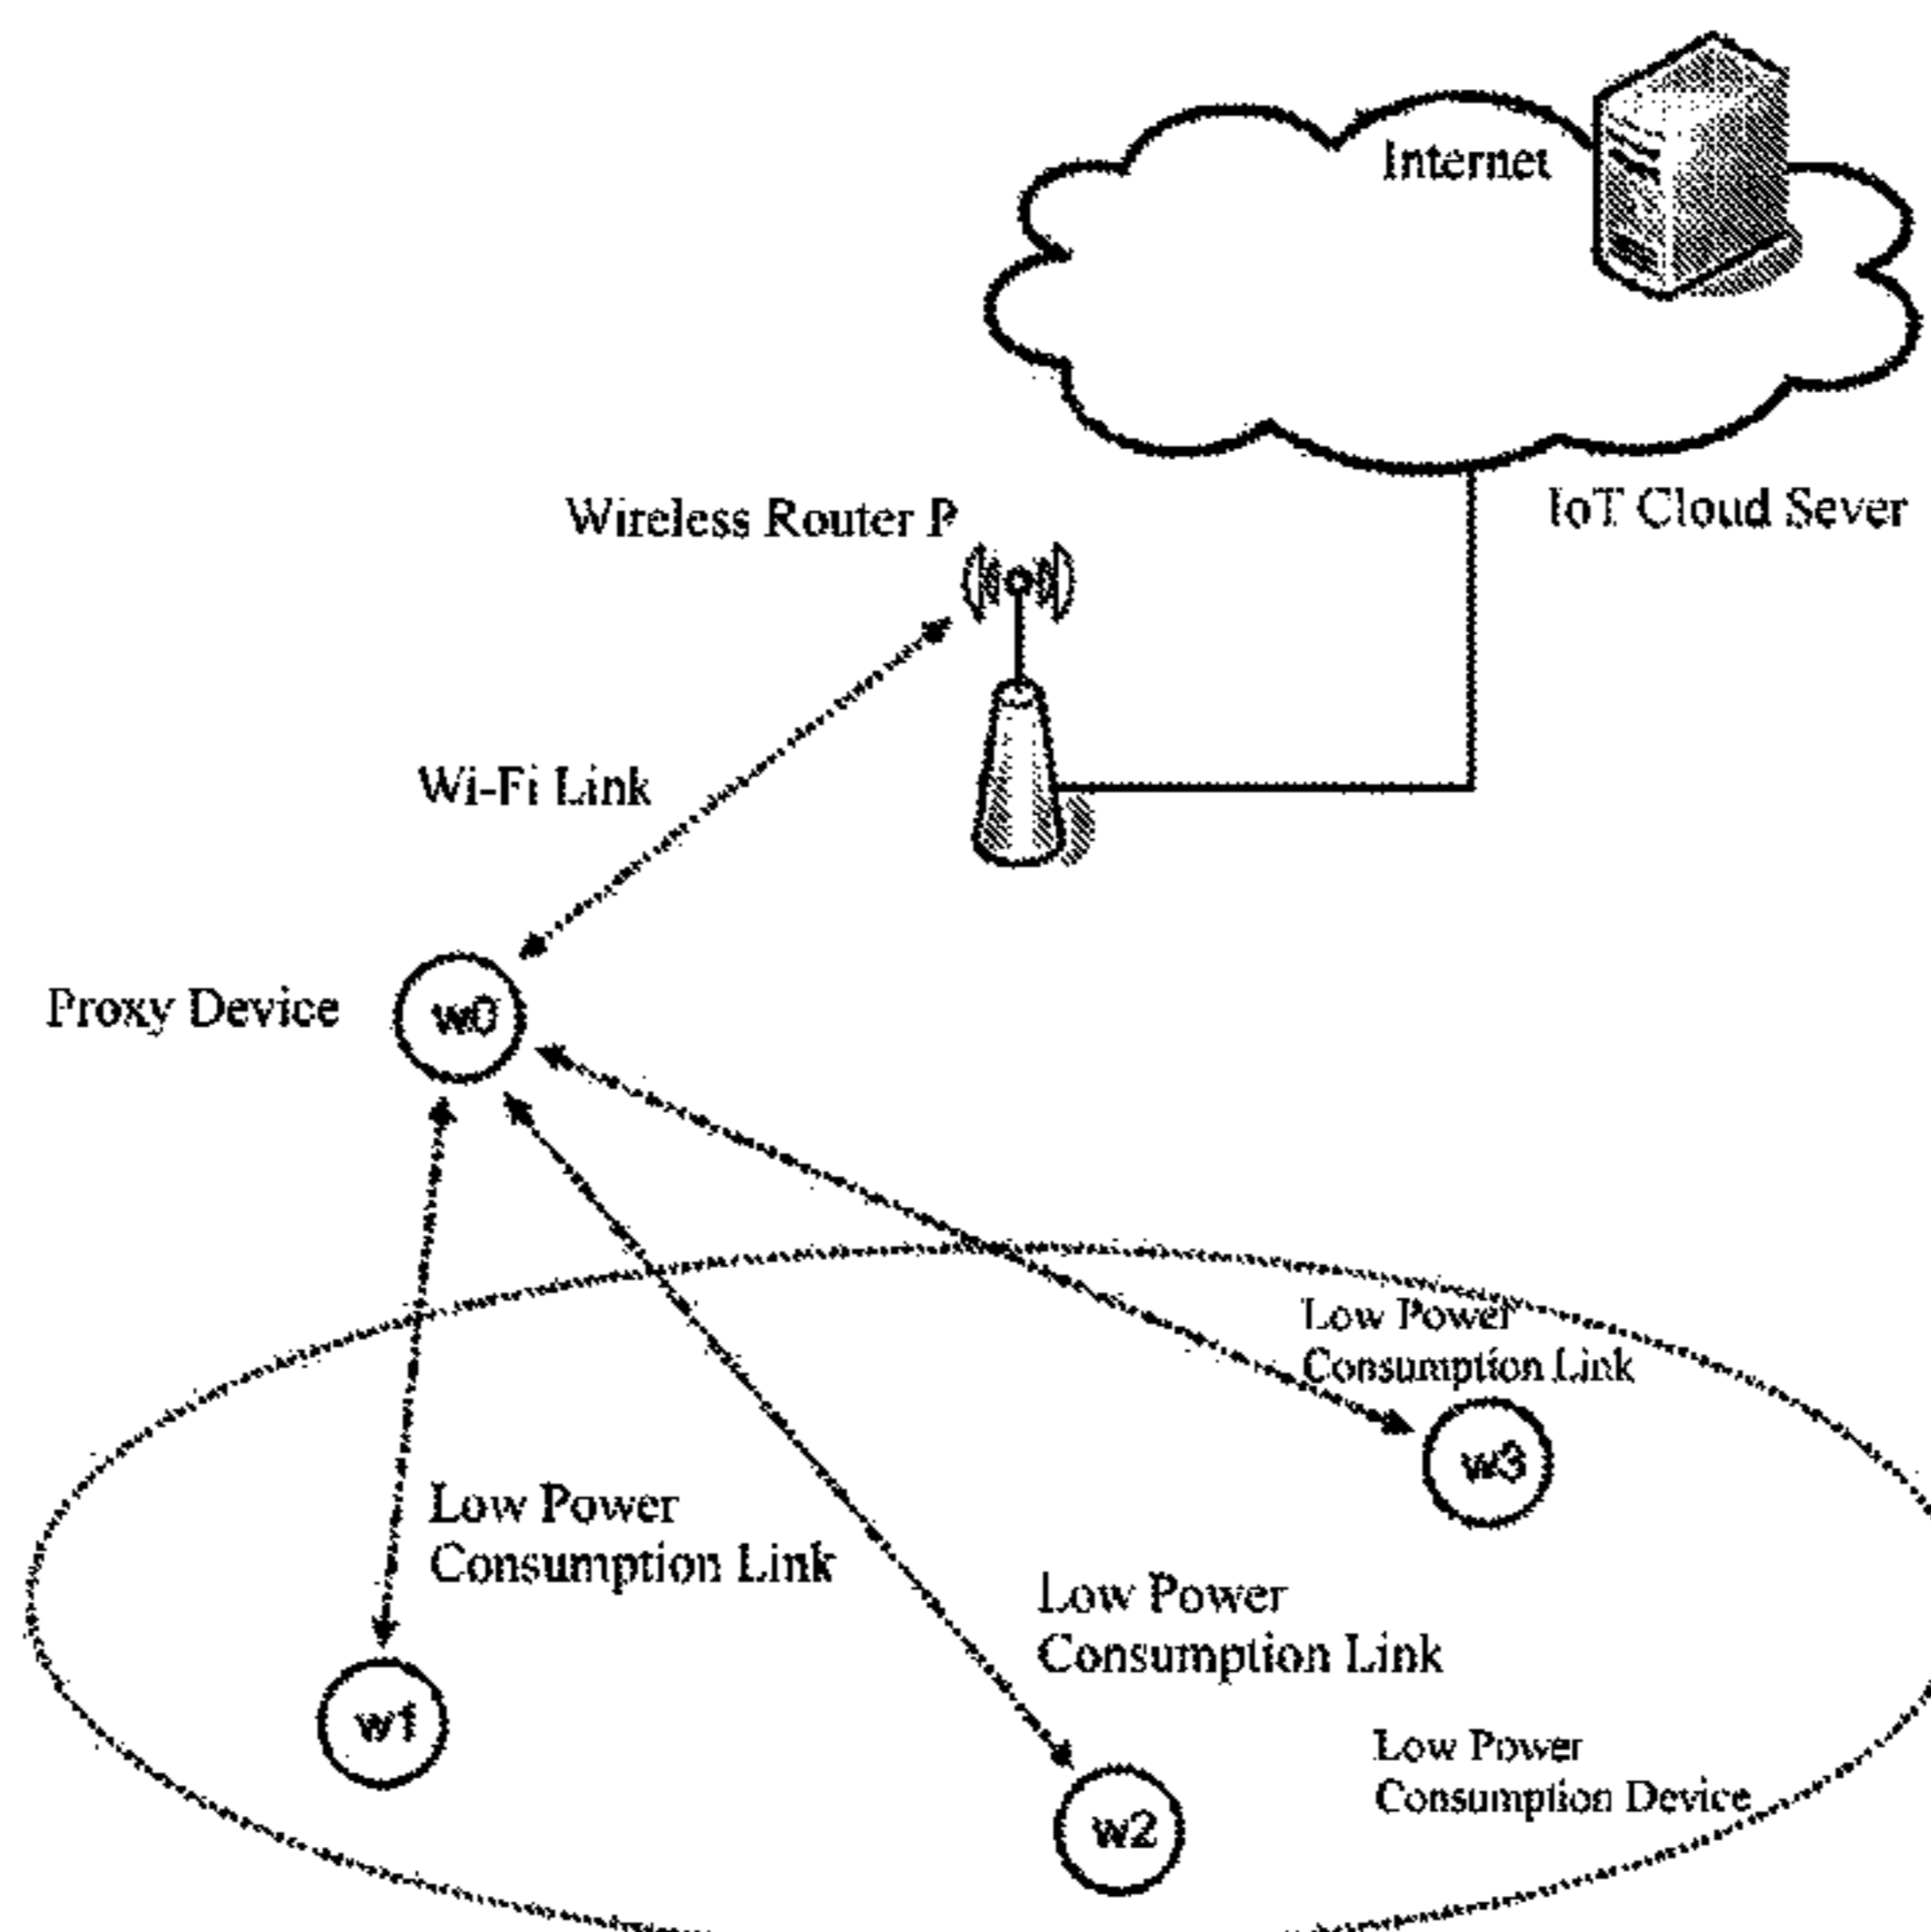 Internet
IoT Cloud Sever
Wireless Router P
Wi-Fi Link
Proxy Device
w0
Low Power
Consumption Link
w3
Low Power
Consumption Link
Low Power
Consumption Link
w1
Low Power
Consumption Device
w2